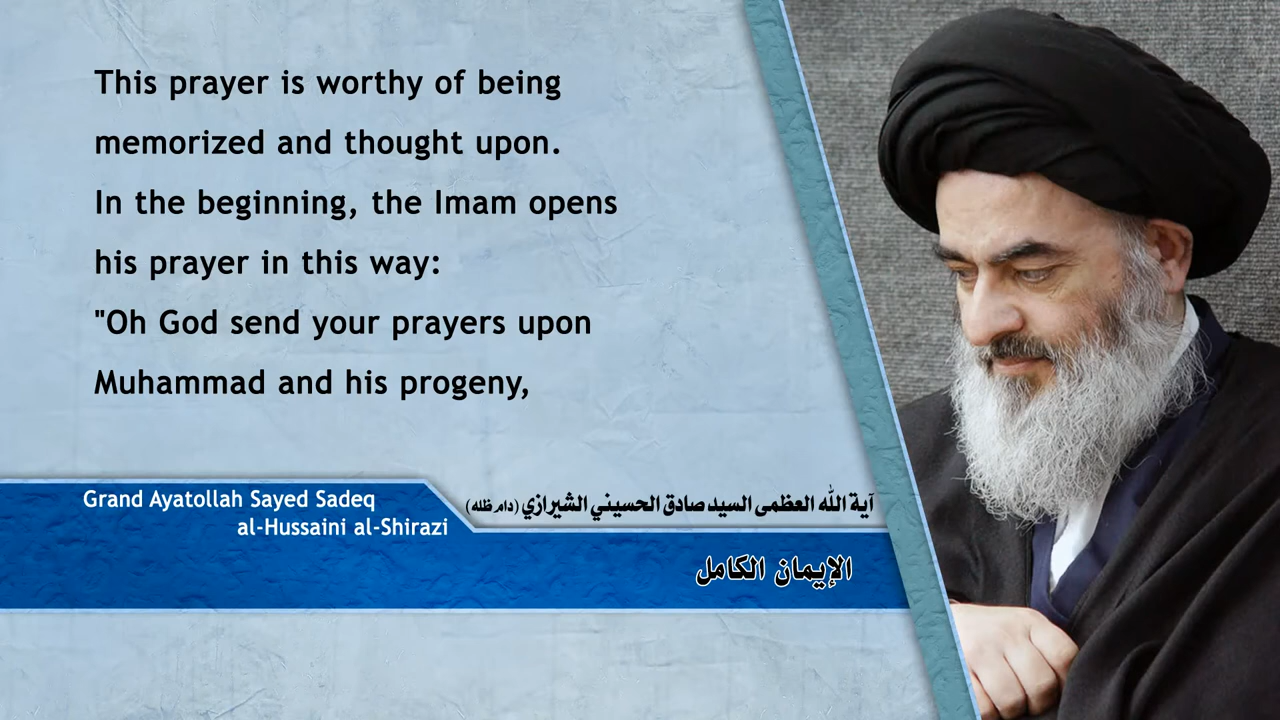 This prayer is worthy of being
memorized and thought upon.
In the beginning, the Imam opens
his prayer in this way:
"Oh God send your prayers upon
Muhammad and his progeny,
Grand Ayatollah Sayed Sadeq
al-Hussaini al-Shirazi
آية الله العظمى السيد صادق الحسيني الشيرازي (دام ظله)
الإيمان الكامل